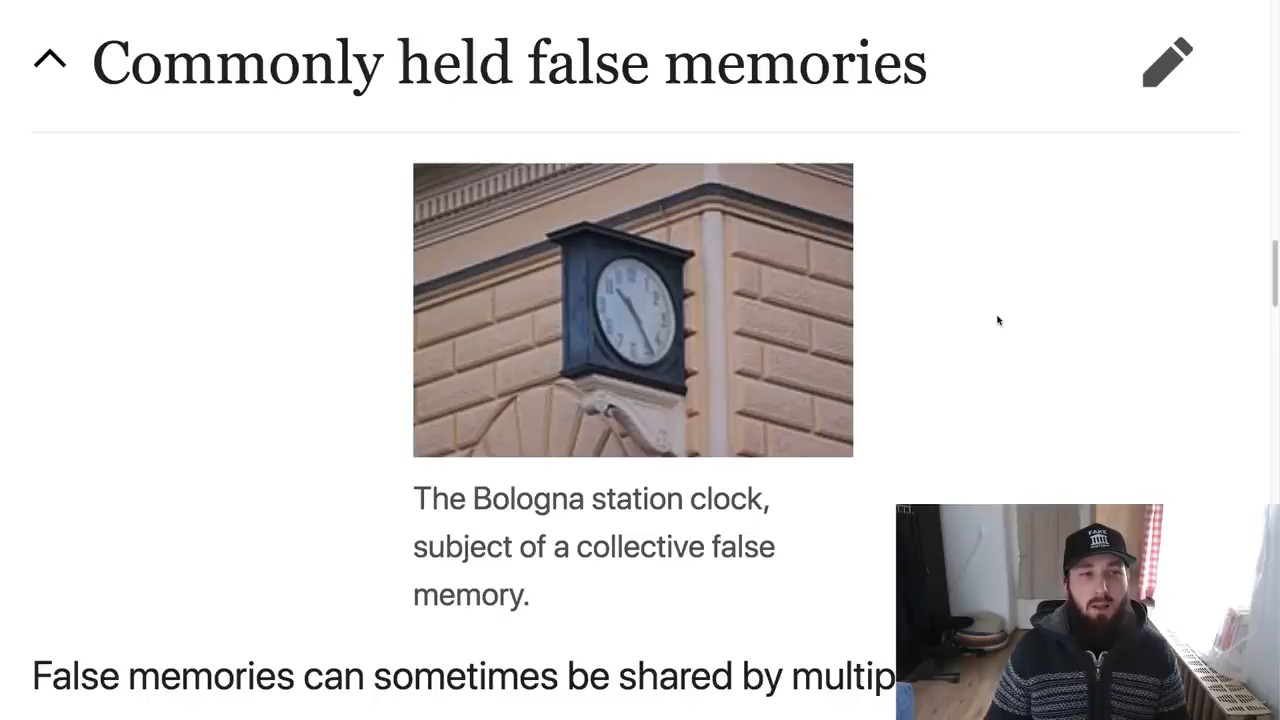 Commonly held false memories
The Bologna station clock,
subject of a collective false
memory.
False memories can sometimes be shared by multip
FAKE